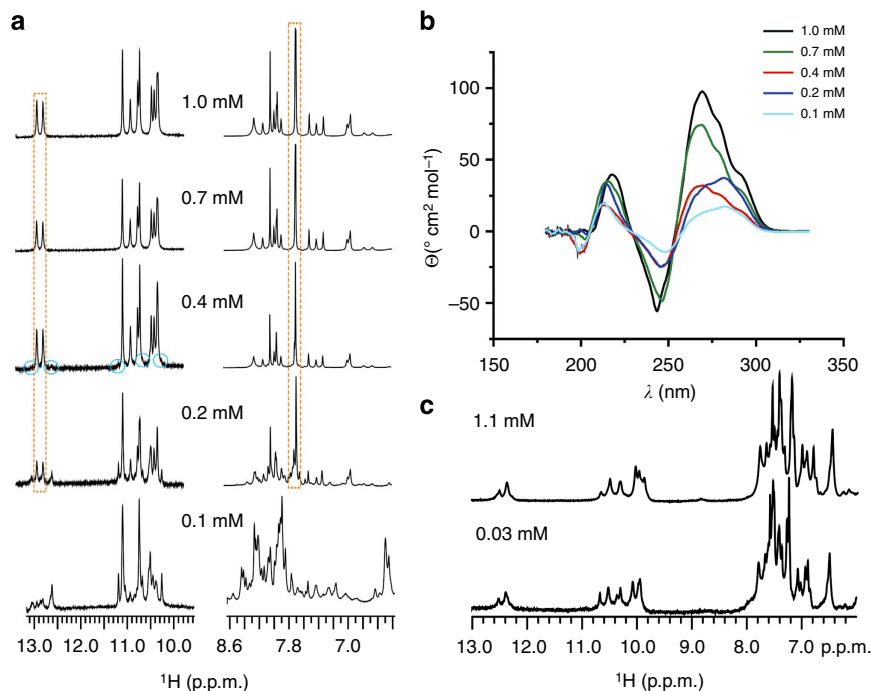 a
1.0 mM
0.7 mM
0.4 mM
0.2 mM
0.1 mM
13.0 12.0 11.0 10.0
8.6 7.8 7.0
¹H (p.p.m.)
b
1.0 mM
0.7 mM
0.4 mM
0.2 mM
0.1 mM
Θ(° cm² mol⁻¹)
100
50
0
−50
150 200 250 300 350
λ (nm)
c
1.1 mM
0.03 mM
13.0 12.0 11.0 10.0 9.0 8.0 7.0 p.p.m.
¹H (p.p.m.)